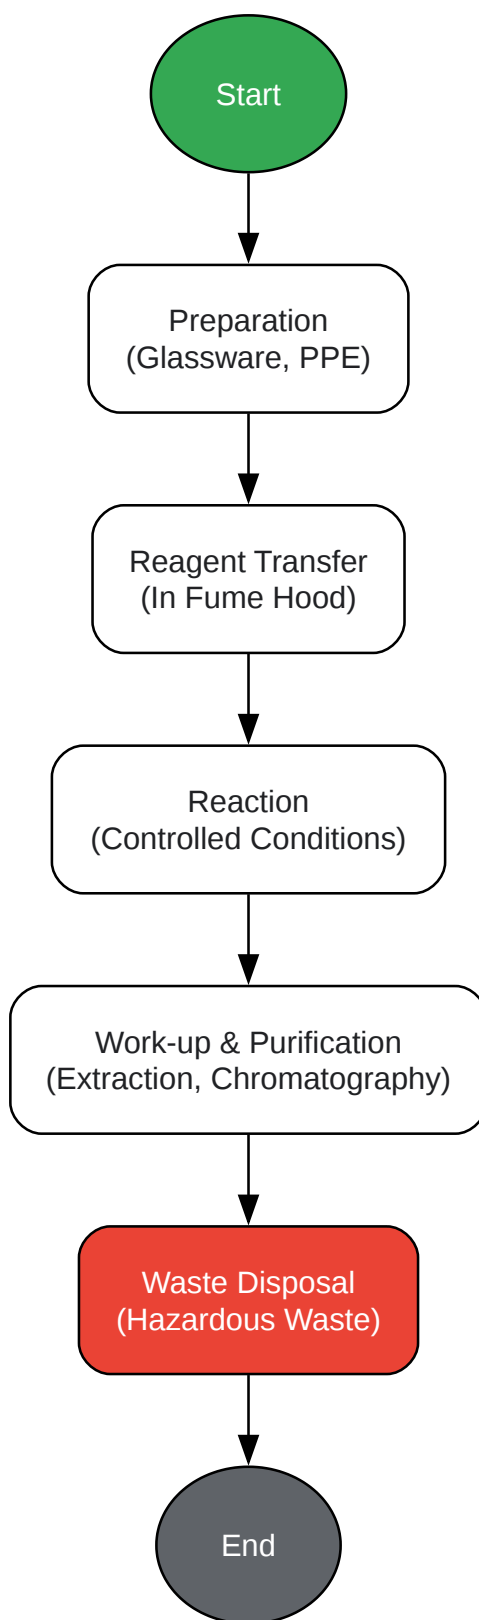 Start
Preparation
(Glassware, PPE)
Reagent Transfer
(In Fume Hood)
Reaction
(Controlled Conditions)
Work-up & Purification
(Extraction, Chromatography)
Waste Disposal
(Hazardous Waste)
End